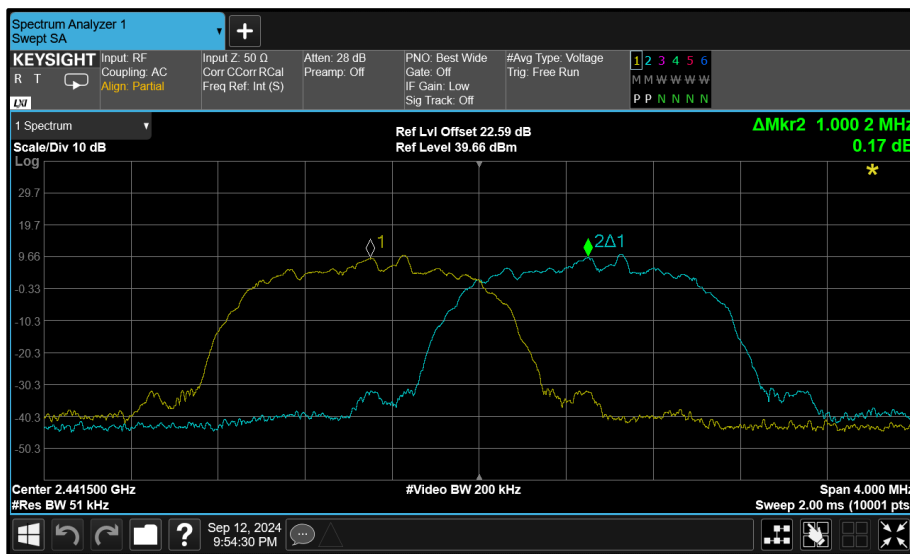 Spectrum Analyzer 1
Swept SA
+
KEYSIGHT
R T
LXI
Input: RF
Coupling: AC
Align: Partial
Input Z: 50 Ω
Corr CCorr RCal
Freq Ref: Int (S)
Atten: 28 dB
Preamp: Off
PNO: Best Wide
Gate: Off
IF Gain: Low
Sig Track: Off
#Avg Type: Voltage
Trig: Free Run
1 2 3 4 5 6
M M W W W W
P P N N N N
1 Spectrum
Scale/Div 10 dB
Ref Lvl Offset 22.59 dB
Ref Level 39.66 dBm
ΔMkr2 1.000 2 MHz
0.17 dB
Log
*
29.7
19.7
9.66
-0.33
-10.3
-20.3
-30.3
-40.3
-50.3
1
2Δ1
Center 2.441500 GHz
#Res BW 51 kHz
#Video BW 200 kHz
Span 4.000 MHz
Sweep 2.00 ms (10001 pts
?
Sep 12, 2024
9:54:30 PM